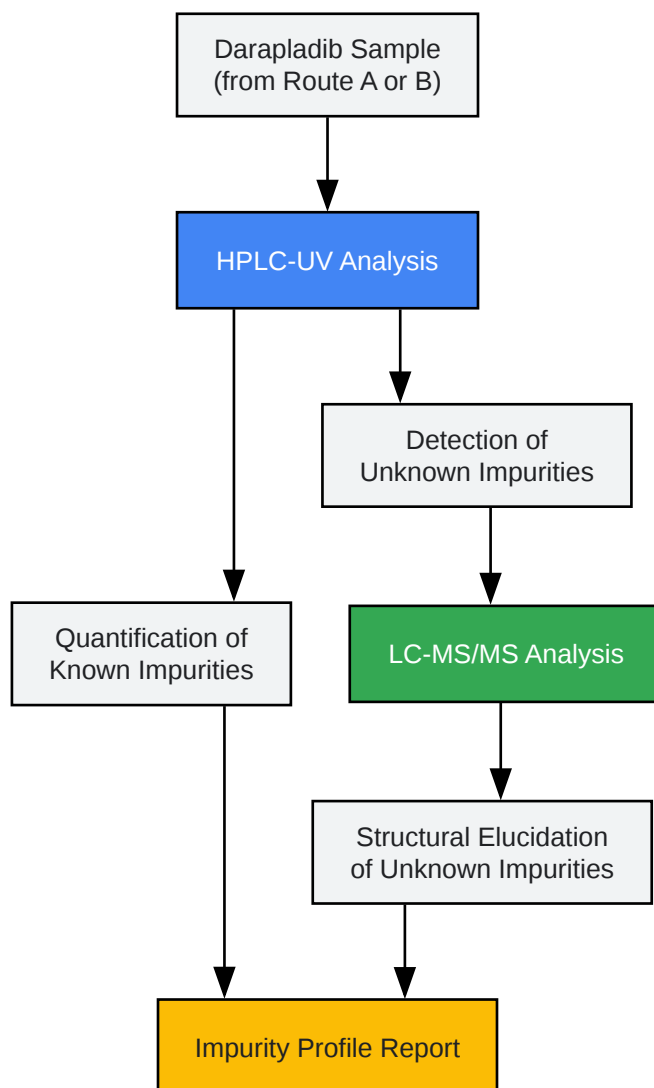 Darapladib Sample
(from Route A or B)
HPLC-UV Analysis
Detection of
Unknown Impurities
Quantification of
Known Impurities
LC-MS/MS Analysis
Structural Elucidation
of Unknown Impurities
Impurity Profile Report